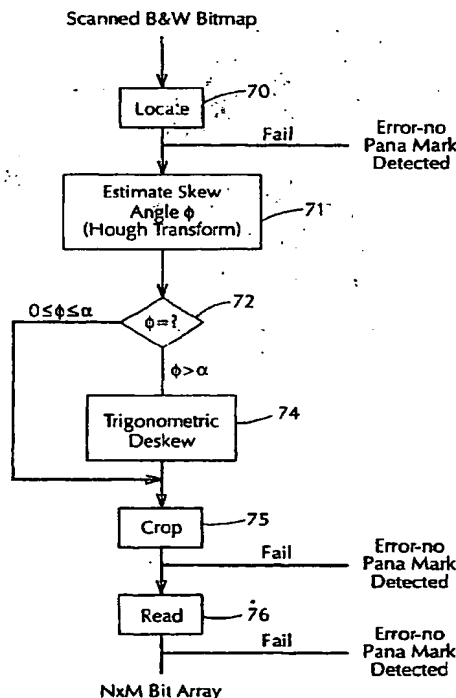 Scanned B&W Bitmap
70
Locate
Fail
Error-no
Pana Mark
Detected
Estimate Skew
Angle ϕ
(Hough Transform)
71
72
0≤ϕ≤α
ϕ=?
ϕ>α
74
Trigonometric
Deskew
75
Crop
Fail
Error-no
Pana Mark
Detected
Read
76
Fail
Error-no
Pana Mark
Detected
NxM Bit Array